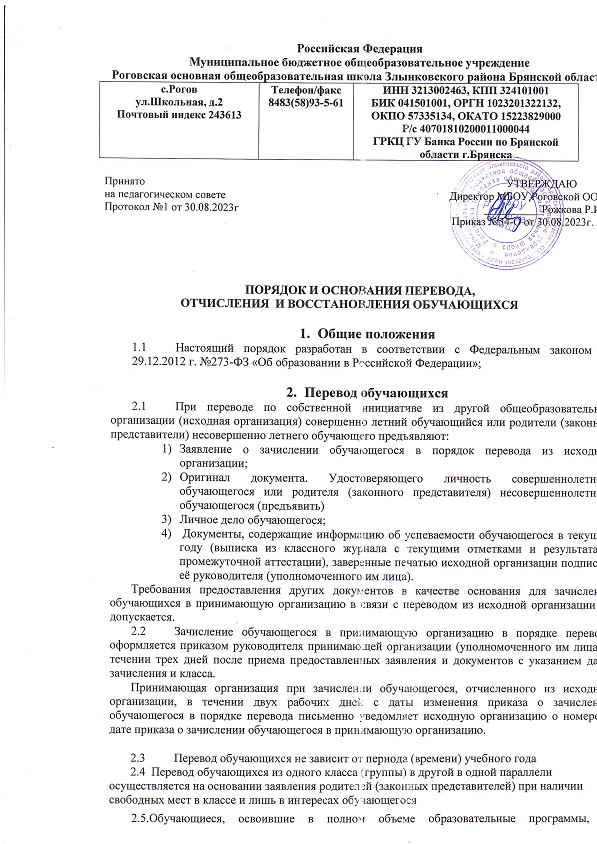 Российская Федерация
Муниципальное бюджетное общеобразовательное учреждение
Роговская основная общеобразовательная школа Злынковского района Брянской област
с.Рогов
ул.Школьная, д.2
Почтовый индекс 243613
Телефон/факс
8483(58)93-5-61
ИНН 3213002463, КПП 324101001
БИК 041501001, ОРГН 1023201322132,
ОКПО 57335134, ОКАТО 15223829000
Р/с 40701810200011000044
ГРКЦ ГУ Банка России по Брянской
области г.Брянска
Принято
на педагогическом совете
Протокол №1 от 30.08.2023г
УТВЕРЖДАЮ
Директор МБОУ Роговской ОО
Рожкова Р.И
Приказ от 30.08.2023г.
ПОРЯДОК И ОСНОВАНИЯ ПЕРЕВОДА,
ОТЧИСЛЕНИЯ И ВОССТАНОВЛЕНИЯ ОБУЧАЮЩИХСЯ
1. Общие положения
1.1 Настоящий порядок разработан в соответствии с Федеральным законом
29.12.2012 г. №273-ФЗ «Об образовании в Российской Федерации»;
2. Перевод обучающихся
2.1 При переводе по собственной инициативе из другой общеобразователь
организации (исходная организация) совершенно летний обучающийся или родители (законн
представители) несовершенно летнего обучающего предъявляют:
1) Заявление о зачислении обучающегося в порядок перевода из исход
организации;
2) Оригинал документа. Удостоверяющего личность совершеннолетн
обучающегося или родителя (законного представителя) несовершеннолетн
обучающегося (предъявить)
3) Личное дело обучающегося;
4) Документы, содержащие информацию об успеваемости обучающегося в текущ
году (выписка из классного журнала с текущими отметками и результата
промежуточной аттестации), заверенные печатью исходной организации подпис
её руководителя (уполномоченного им лица).
Требования предоставления других документов в качестве основания для зачислен
обучающихся в принимающую организацию в связи с переводом из исходной организации
допускается.
2.2 Зачисление обучающегося в принимающую организацию в порядке перево
оформляется приказом руководителя принимающей организации (уполномоченного им лица
течении трех дней после приема предоставленных заявления и документов с указанием да
зачисления и класса.
Принимающая организация при зачислении обучающегося, отчисленного из исходн
организации, в течении двух рабочих дней с даты изменения приказа о зачислен
обучающегося в порядке перевода письменно уведомляет исходную организацию о номере
дате приказа о зачислении обучающегося в принимающую организацию.
2.3 Перевод обучающихся не зависит от периода (времени) учебного года
2.4 Перевод обучающихся из одного класса (группы) в другой в одной параллели
осуществляется на основании заявления родителей (законных представителей) при наличии
свободных мест в классе и лишь в интересах обучающегося
2.5.Обучающиеся, освоившие в полном объеме образовательные программы,